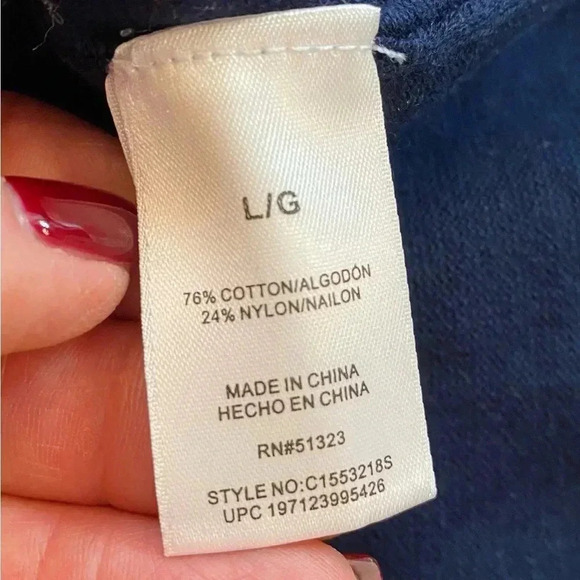 L/G
76% COTTON/ALGODÓN
24% NYLON/NAILON
MADE IN CHINA
HECHO EN CHINA
RN#51323
STYLE NO:C1553218S
UPC 197123995426